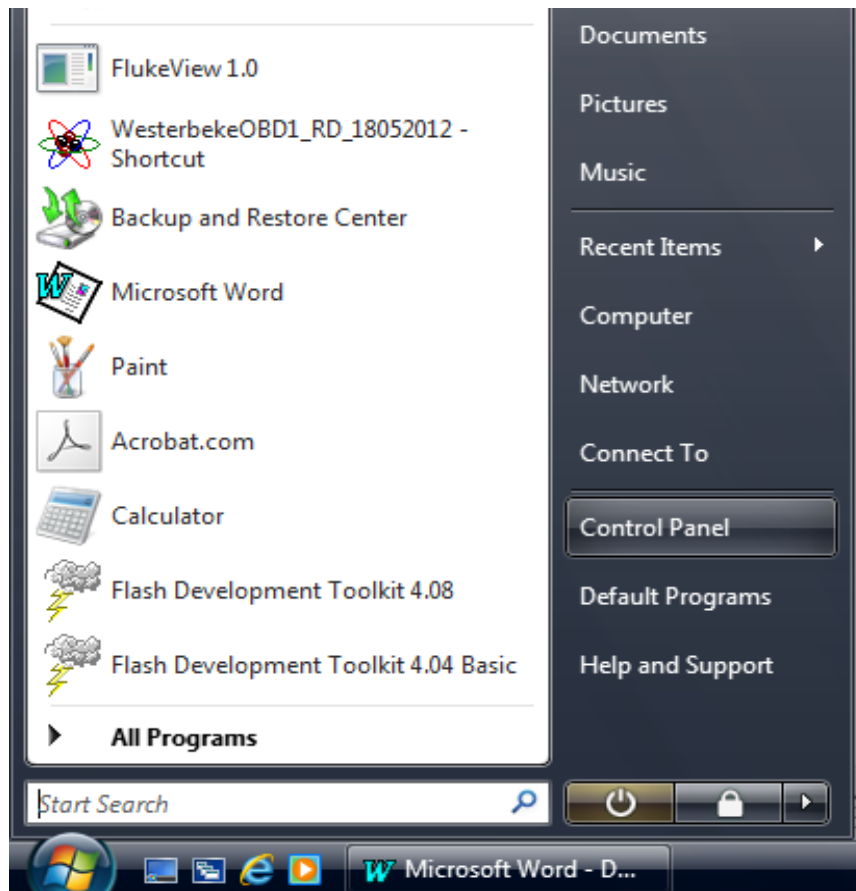 FlukeView 1.0
WesterbekeOBD1_RD_18052012 -
Shortcut
Backup and Restore Center
Microsoft Word
Paint
Acrobat.com
Calculator
Flash Development Toolkit 4.08
Flash Development Toolkit 4.04 Basic
All Programs
Start Search
Documents
Pictures
Music
Recent Items
Computer
Network
Connect To
Control Panel
Default Programs
Help and Support
Microsoft Word - D...